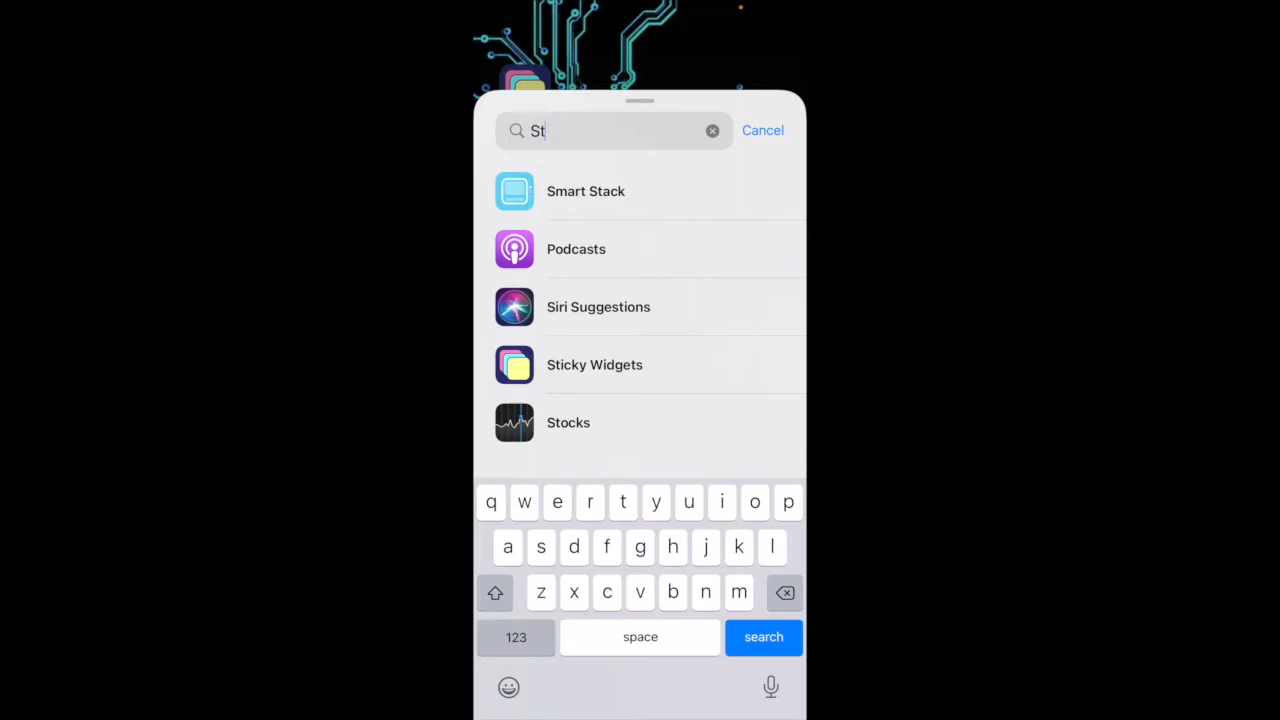 St
Cancel
Smart Stack
Podcasts
Siri Suggestions
Sticky Widgets
Stocks
q w e r t y u i o p
a s d f g h j k l
z x c v b n m
123 space search